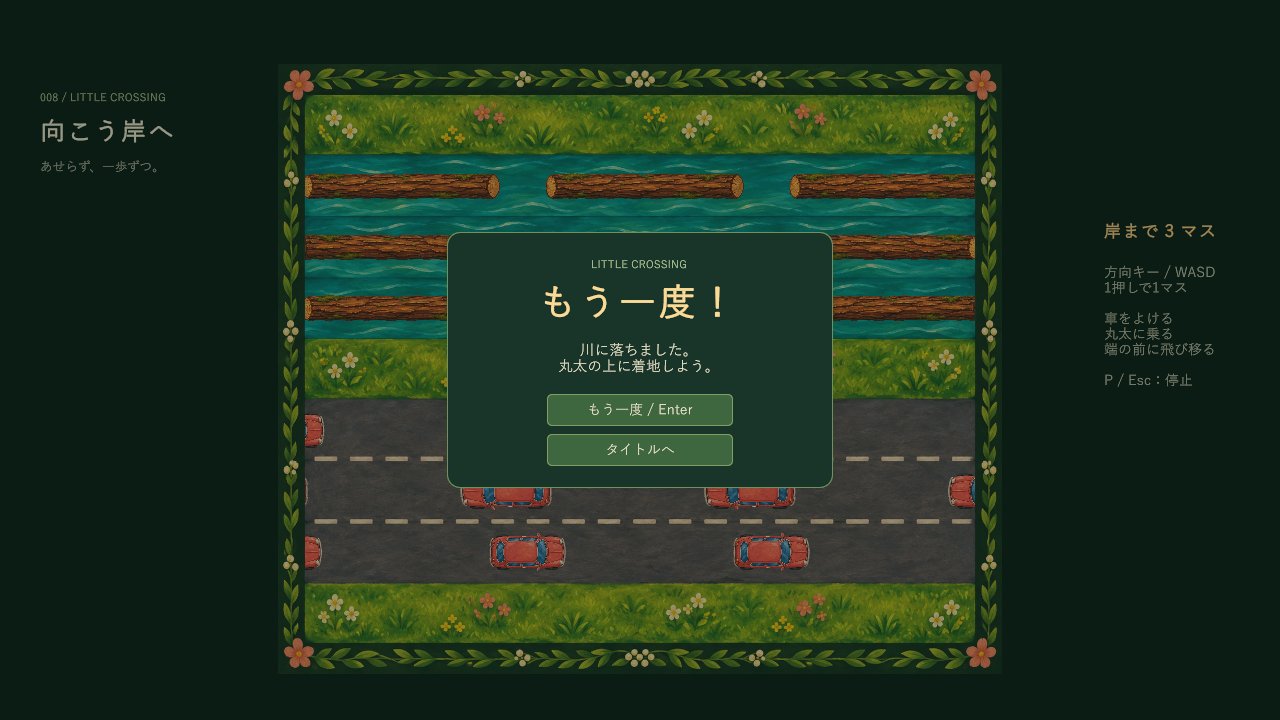 008 / LITTLE CROSSING
向こう岸へ
あせらず、一歩ずつ。
LITTLE CROSSING
もう一度！
川に落ちました。
丸太の上に着地しよう。
もう一度 / Enter
タイトルへ
岸まで 3 マス
方向キー / WASD
1押しで1マス
車をよける
丸太に乗る
端の前に飛び移る
P / Esc：停止